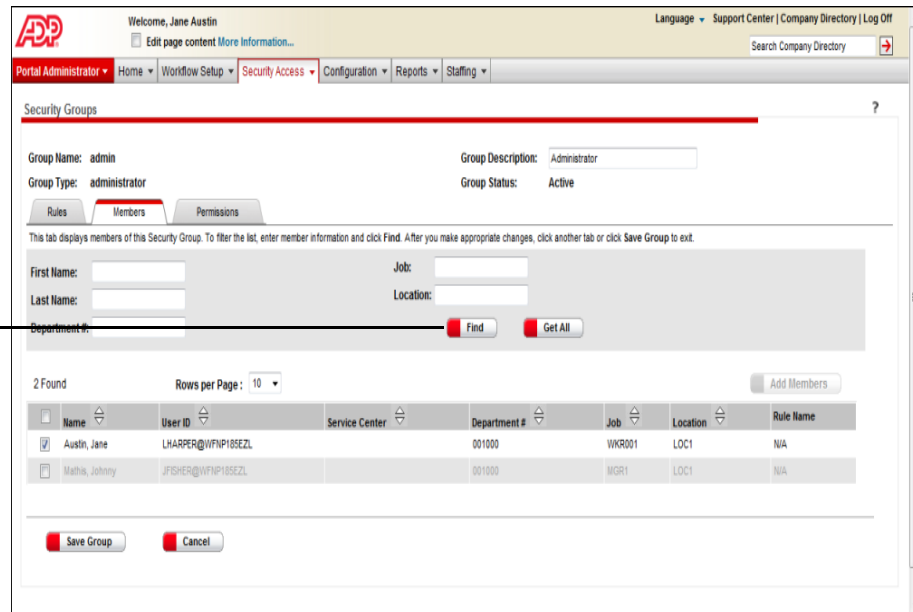 ADP
Welcome, Jane Austin
Language Support Center | Company Directory | Log Off
Edit page content More Information...
Search Company Directory
Portal Administrator Home Workflow Setup Security Access Configuration Reports Staffing
Security Groups ?
Group Name: admin Group Description: Administrator
Group Type: administrator Group Status: Active
Rules Members Permissions
This tab displays members of this Security Group. To filter the list, enter member information and click Find. After you make appropriate changes, click another tab or click Save Group to exit.
First Name: Job:
Last Name: Location:
Department #: Find Get All
2 Found Rows per Page: 10 Add Members
Name User ID Service Center Department # Job Location Rule Name
Austin, Jane LHARPER@WFNP185EZL 001000 WKR001 LOC1 N/A
Mathis, Johnny JFISHER@WFNP185EZL 001000 MGR1 LOC1 N/A
Save Group Cancel